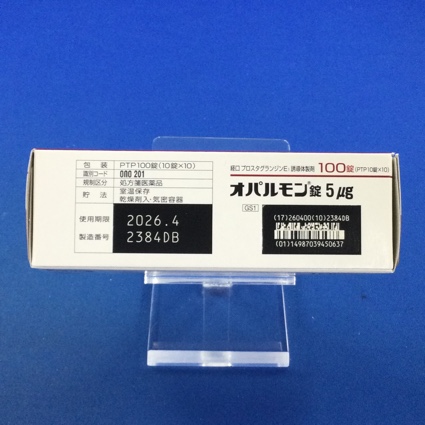 包装 PTP100錠(10錠×10)
識別コード ONO 201
規制区分 処方箋医薬品
貯法 室温保存
乾燥剤入・気密容器
使用期限 2026.4
製造番号 2384DB
経口プロスタグランジンE₁誘導体製剤 100錠(PTP10錠×10)
オパルモン錠5μg
GS1
(17)260400(10)2384DB
(01)14987039450637